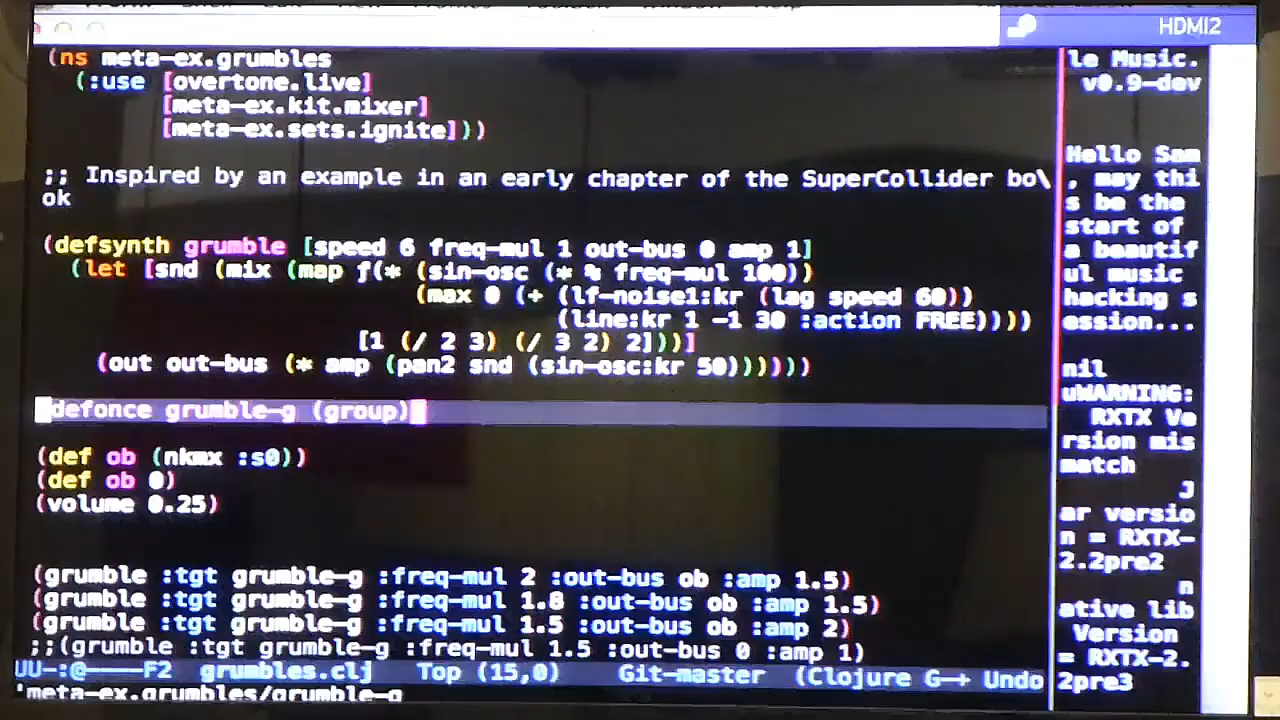 HDMI2
(ns meta-ex.grumbles
(:use [overtone.live]
[meta-ex.kit.mixer]
[meta-ex.sets.ignite]))
;; Inspired by an example in an early chapter of the SuperCollider bo\
ok
(defsynth grumble [speed 6 freq-mul 1 out-bus 0 amp 1]
(let [snd (mix (map ƒ(* (sin-osc (* % freq-mul 100))
(max 0 (+ (lf-noise1:kr (lag speed 60))
(line:kr 1 -1 30 :action FREE))))
[1 (/ 2 3) (/ 3 2) 2]))]
(out out-bus (* amp (pan2 snd (sin-osc:kr 50))))))
defonce grumble-g (group)
(def ob (nkmx :s0))
(def ob 0)
(volume 0.25)
(grumble :tgt grumble-g :freq-mul 2 :out-bus ob :amp 1.5)
(grumble :tgt grumble-g :freq-mul 1.8 :out-bus ob :amp 1.5)
(grumble :tgt grumble-g :freq-mul 1.5 :out-bus ob :amp 2)
;;(grumble :tgt grumble-g :freq-mul 1.5 :out-bus 0 :amp 1)
UU-:@----F2 grumbles.clj Top (15,0) Git-master (Clojure G-→ Undo
'meta-ex.grumbles/grumble-g
le Music.
v0.9-dev
Hello Sam
, may thi
s be the
start of
a beautif
ul music
hacking s
ession...
nil
uWARNING:
RXTX Ve
rsion mis
match
J
ar versio
n = RXTX-
2.2pre2
n
ative lib
Version
= RXTX-2.
2pre3